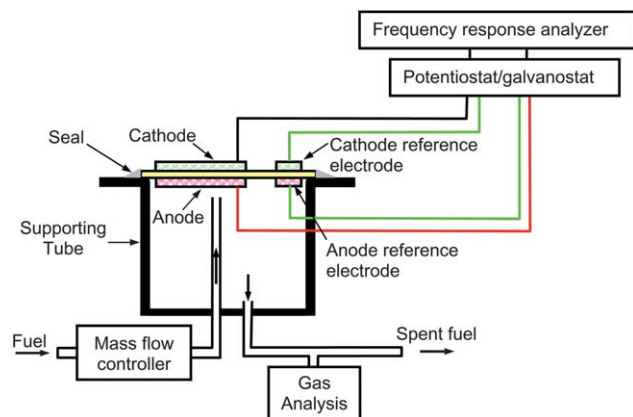 Frequency response analyzer
Potentiostat/galvanostat
Cathode
Seal
Cathode reference
electrode
Anode
Supporting
Tube
Anode reference
electrode
Fuel
Mass flow
controller
Spent fuel
Gas
Analysis